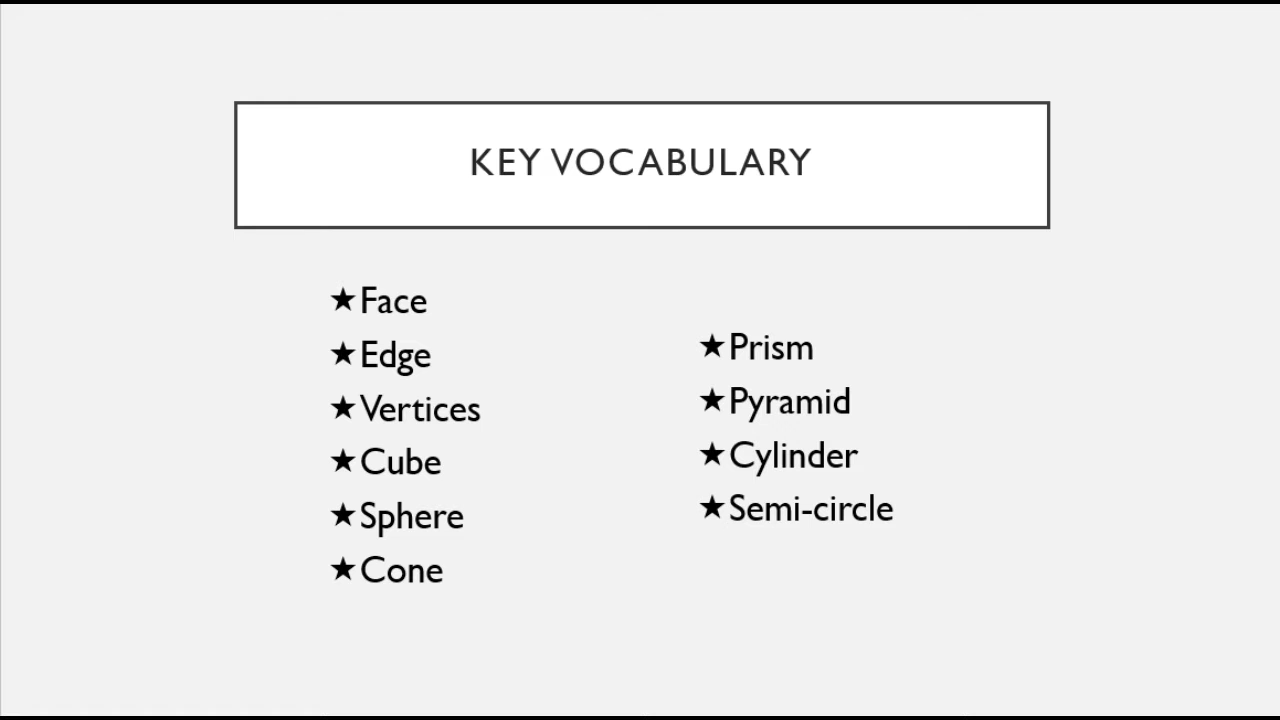 KEY VOCABULARY
★Face
★Edge
★Vertices
★Cube
★Sphere
★Cone
★Prism
★Pyramid
★Cylinder
★Semi-circle